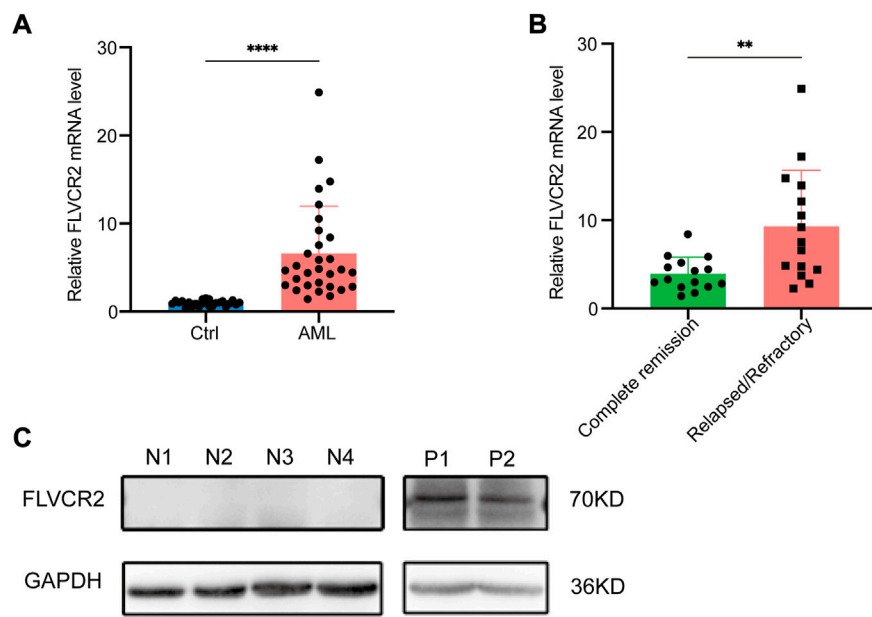 A
Relative FLVCR2 mRNA level
30
20
10
0
****
Ctrl
AML
B
Relative FLVCR2 mRNA level
30
20
10
0
**
Complete remission
Relapsed/Refractory
C
N1 N2 N3 N4 P1 P2
FLVCR2 70KD
GAPDH 36KD